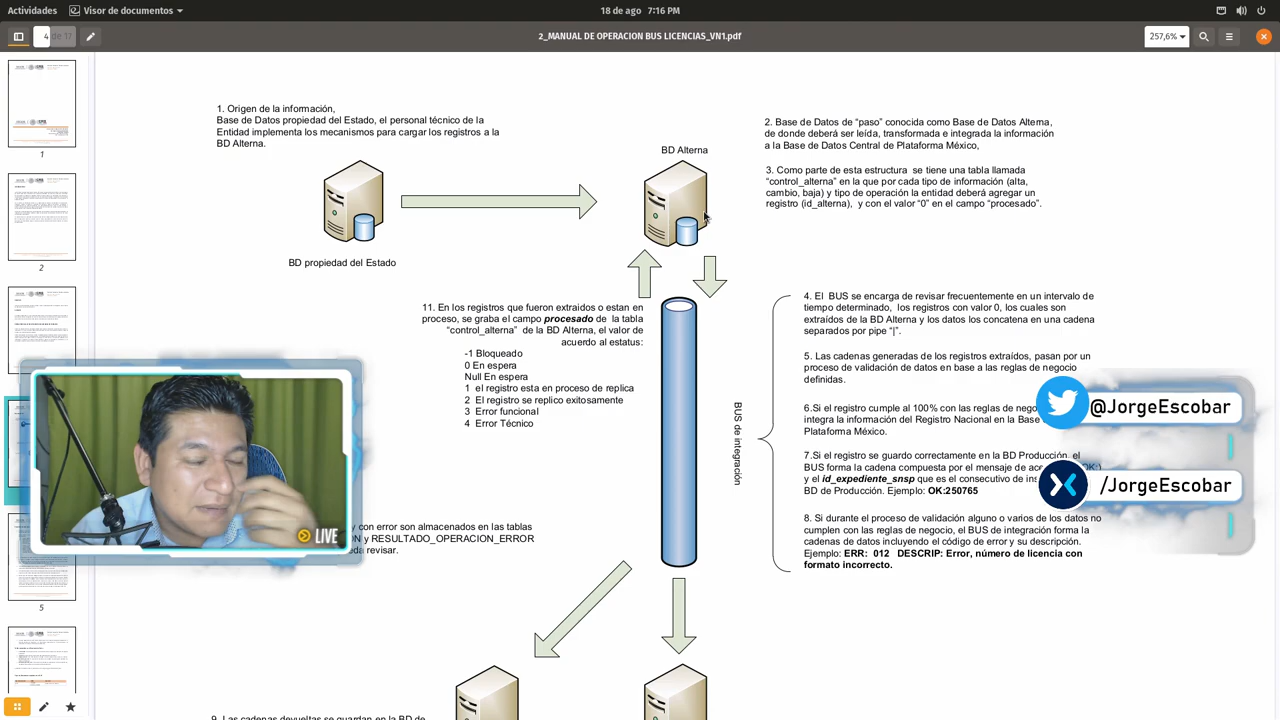 Actividades
Visor de documentos
18 de ago 7:16 PM
4 de 17
2_MANUAL DE OPERACION BUS LICENCIAS_VN1.pdf
257,6%
1
2
5
1. Origen de la información,
Base de Datos propiedad del Estado, el personal técnico de la
Entidad implementa los mecanismos para cargar los registros a la
BD Alterna.
BD propiedad del Estado
BD Alterna
2. Base de Datos de “paso” conocida como Base de Datos Alterna,
de donde deberá ser leída, transformada e integrada la información
a la Base de Datos Central de Plataforma México,
3. Como parte de esta estructura se tiene una tabla llamada
“control_alterna” en la que por cada tipo de información (alta,
cambio, baja) y tipo de operación la entidad deberá agregar un
registro (id_alterna), y con el valor “0” en el campo “procesado”.
11. En los registros que fueron extraidos o estan en
proceso, se graba el campo procesado de la tabla
“control_alterna” de la BD Alterna, el valor de
acuerdo al estatus:
-1 Bloqueado
0 En espera
Null En espera
1 el registro esta en proceso de replica
2 El registro se replico exitosamente
3 Error funcional
4 Error Técnico
BUS de integración
4. El BUS se encarga de revisar frecuentemente en un intervalo de
tiempo determinado, los registros con valor 0, los cuales son
extraídos de la BD Alterna y los datos los concatena en una cadena
separados por pipe “|”.
5. Las cadenas generadas de los registros extraídos, pasan por un
proceso de validación de datos en base a las reglas de negocio
definidas.
6.Si el registro cumple al 100% con las reglas de nego
integra la información del Registro Nacional en la Base
Plataforma México.
7.Si el registro se guardo correctamente en la BD Producción, el
BUS forma la cadena compuesta por el mensaje de ace OK:)
y el id_expediente_snsp que es el consecutivo de ins
BD de Producción. Ejemplo: OK:250765
8. Si durante el proceso de validación alguno o varios de los datos no
cumplen con las reglas de negocio, el BUS de integración forma la
cadenas de datos incluyendo el código de error y su descripción.
Ejemplo: ERR: 012 DESCRIP: Error, número de licencia con
formato incorrecto.
y con error son almacenados en las tablas
ON y RESULTADO_OPERACION_ERROR
da revisar.
LIVE
@JorgeEscobar
/JorgeEscobar
9. Las cadenas devueltas se guardan en la BD de